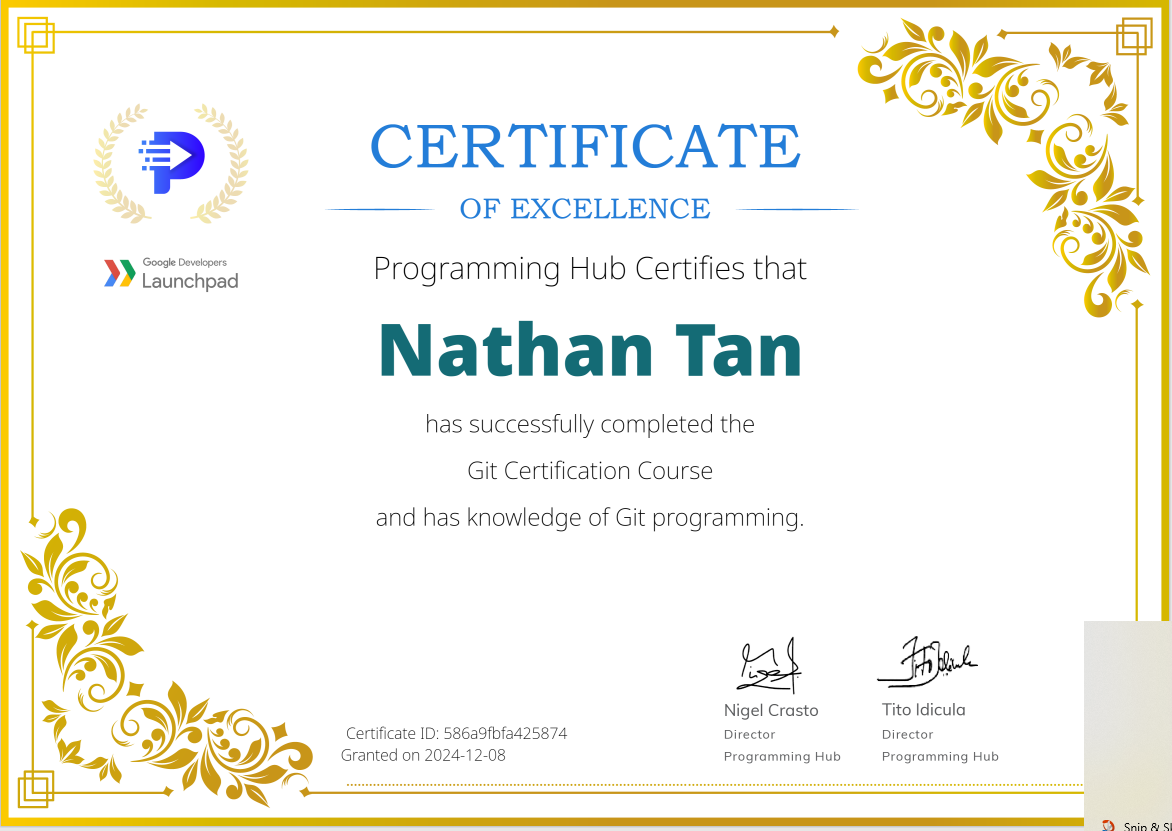 CERTIFICATE
OF EXCELLENCE
Google Developers
Launchpad
Programming Hub Certifies that
Nathan Tan
has successfully completed the
Git Certification Course
and has knowledge of Git programming.
Nigel Crasto
Director
Programming Hub
Tito Idicula
Director
Programming Hub
Certificate ID: 586a9fbfa425874
Granted on 2024-12-08
Snip &